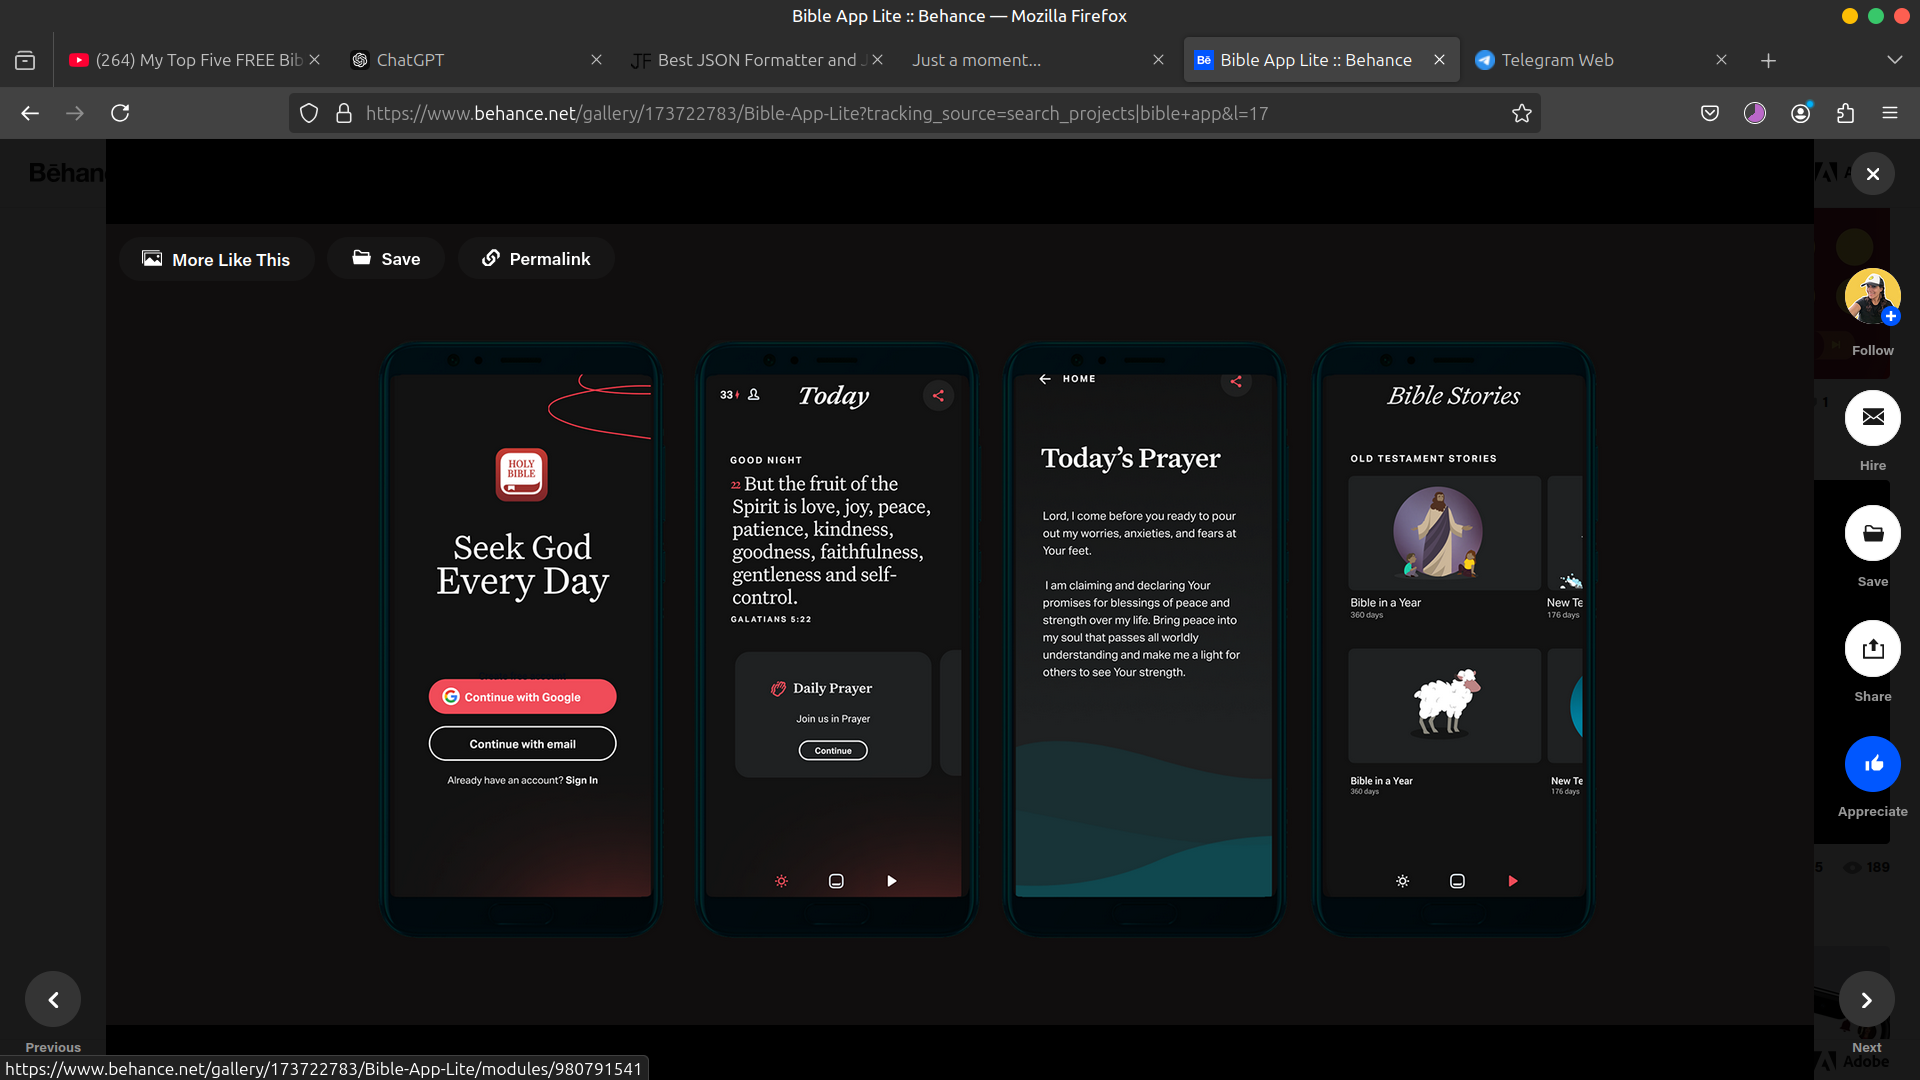 Bible App Lite :: Behance — Mozilla Firefox
(264) My Top Five FREE Bib
ChatGPT
JF Best JSON Formatter and J
Just a moment...
Bē Bible App Lite :: Behance
Telegram Web
https://www.behance.net/gallery/173722783/Bible-App-Lite?tracking_source=search_projects|bible+app&l=17
Bēhan
More Like This
Save
Permalink
HOLY
BIBLE
Seek God
Every Day
Continue with Google
Continue with email
Already have an account? Sign In
33
Today
GOOD NIGHT
22 But the fruit of the
Spirit is love, joy, peace,
patience, kindness,
goodness, faithfulness,
gentleness and self-
control.
GALATIANS 5:22
Daily Prayer
Join us in Prayer
Continue
HOME
Today’s Prayer
Lord, I come before you ready to pour
out my worries, anxieties, and fears at
Your feet.
I am claiming and declaring Your
promises for blessings of peace and
strength over my life. Bring peace into
my soul that passes all worldly
understanding and make me a light for
others to see Your strength.
Bible Stories
OLD TESTAMENT STORIES
Bible in a Year
360 days
New Te
176 days
Bible in a Year
360 days
New Te
176 days
Follow
1
Hire
Save
Share
Appreciate
5
189
Previous
Next
Adobe
https://www.behance.net/gallery/173722783/Bible-App-Lite/modules/980791541